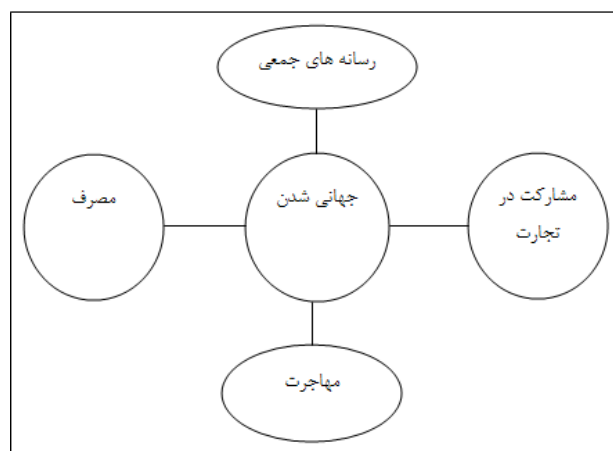 رسانه های جمعی
مشارکت در
تجارت
جهانی شدن
مصرف
مهاجرت